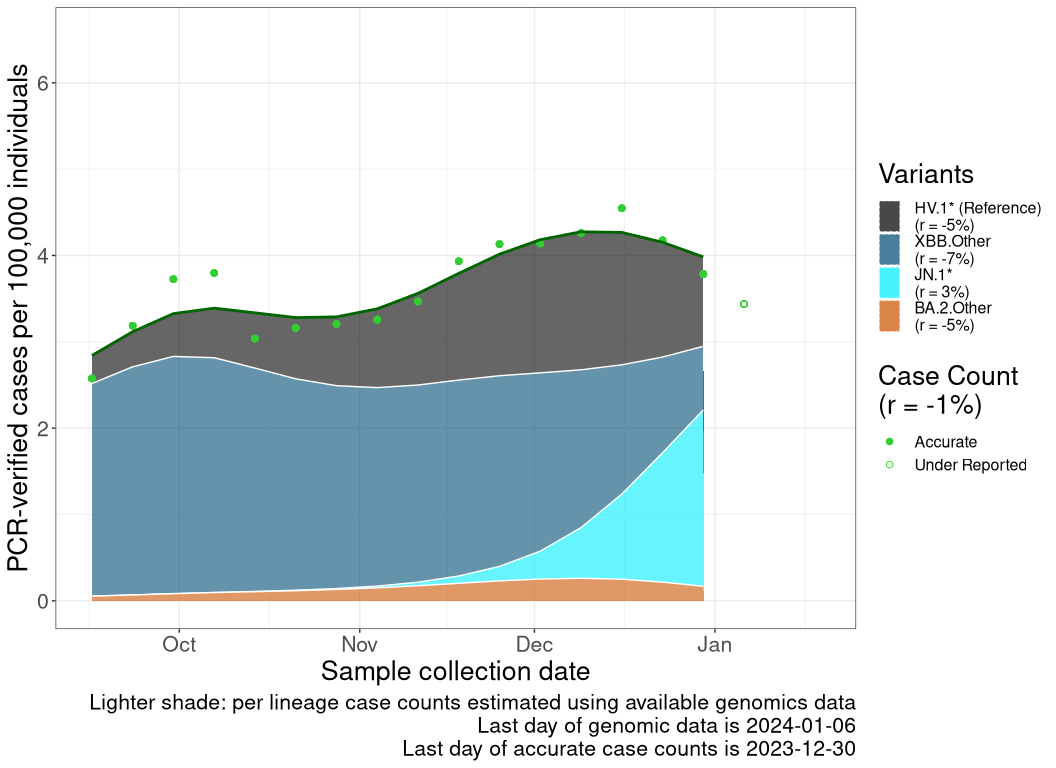 PCR-verified cases per 100,000 individuals
6
4
2
0
Oct
Nov
Dec
Jan
Sample collection date
Lighter shade: per lineage case counts estimated using available genomics data
Last day of genomic data is 2024-01-06
Last day of accurate case counts is 2023-12-30
Variants
HV.1* (Reference)
(r = -5%)
XBB.Other
(r = -7%)
JN.1*
(r = 3%)
BA.2.Other
(r = -5%)
Case Count
(r = -1%)
Accurate
Under Reported